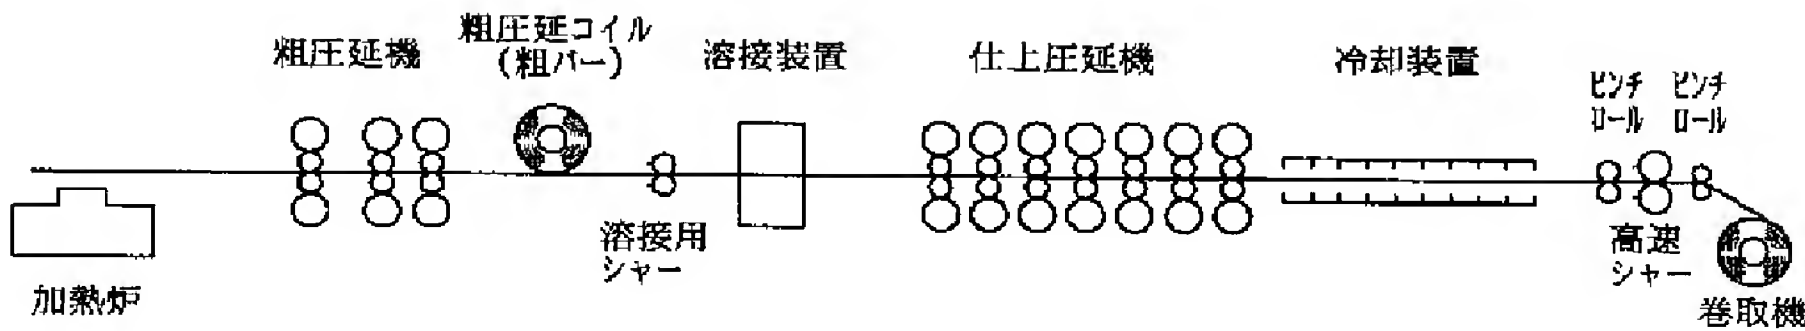 粗圧延機
粗圧延コイル
(粗バー)
溶接装置
仕上圧延機
冷却装置
ピンチ
ロール
ピンチ
ロール
溶接用
シャー
高速
シャー
加熱炉
巻取機